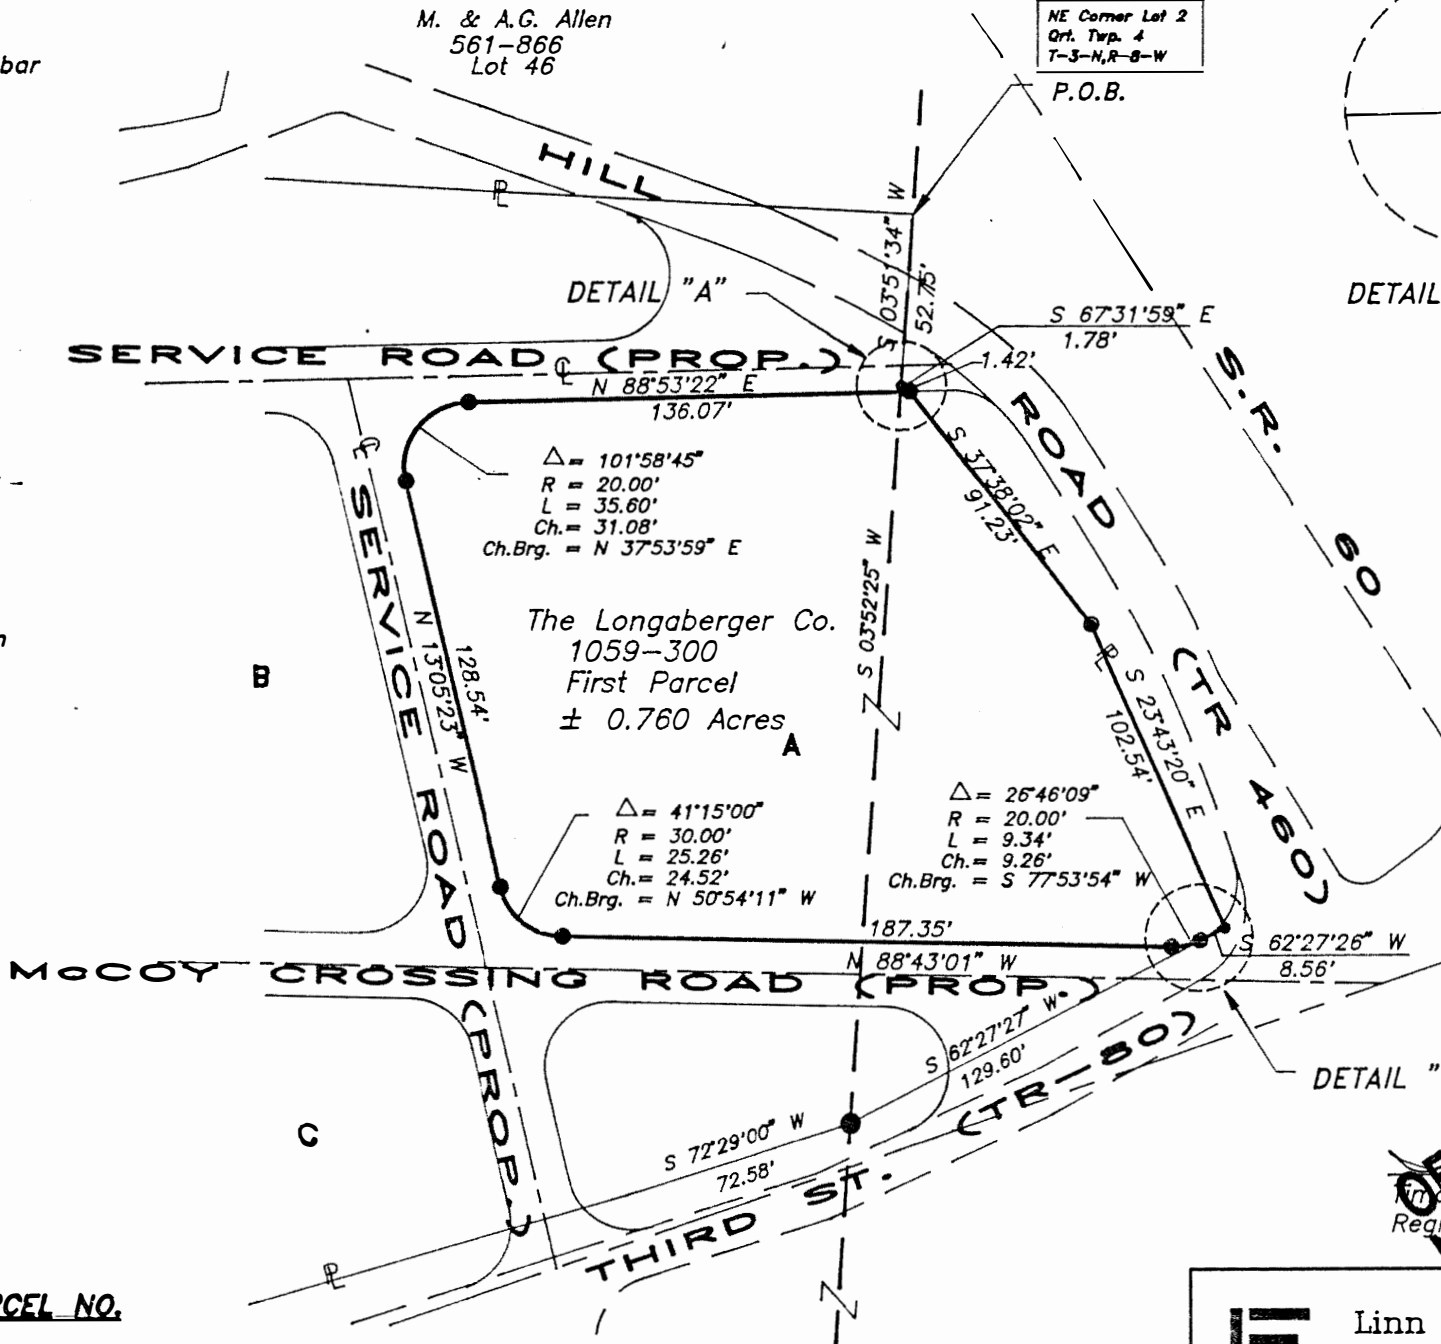 M. & A.G. Allen
561-866
Lot 46
bar
NE Corner Lot 2
Qrt. Twp. 4
T-3-N,R-8-W
P.O.B.
HILL
ROAD
(TR 460)
S.R. 60
S 03°51'34" W
52.75'
DETAIL "A"
DETAIL
S 67°31'59" E
1.78'
1.42'
SERVICE ROAD (PROP.)
N 88°53'22" E
136.07'
Δ= 101°58'45"
R = 20.00'
L = 35.60'
Ch.= 31.08'
Ch.Brg. = N 37°53'59" E
S 37°38'02" E
91.23'
S 03°52'25" W
SERVICE ROAD (PROP.)
N 13°05'23" W
128.54'
The Longaberger Co.
1059-300
First Parcel
± 0.760 Acres
A
B
S 23°43'20" E
102.54'
Δ= 41°15'00"
R = 30.00'
L = 25.26'
Ch.= 24.52'
Ch.Brg. = N 50°54'11" W
Δ= 26°46'09"
R = 20.00'
L = 9.34'
Ch.= 9.26'
Ch.Brg. = S 77°53'54" W
187.35'
N 88°43'01" W
S 62°27'26" W
8.56'
McCOY CROSSING ROAD (PROP.)
S 62°27'27" W
129.60'
DETAIL "
C
S 72°29'00" W
72.58'
THIRD ST. (TR-80)
CEL NO.
Linn